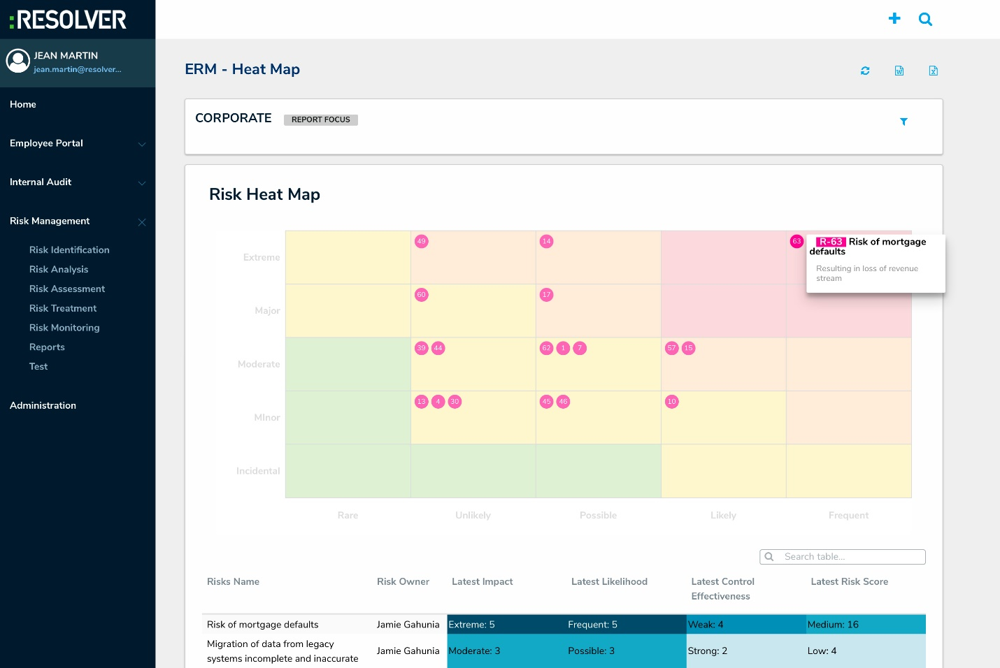 :RESOLVER
JEAN MARTIN
jean.martin@resolver...
Home
Employee Portal
Internal Audit
Risk Management
Risk Identification
Risk Analysis
Risk Assessment
Risk Treatment
Risk Monitoring
Reports
Test
Administration
ERM - Heat Map
CORPORATE REPORT FOCUS
Risk Heat Map
Extreme 49 14 63
R-63 Risk of mortgage
defaults
Resulting in loss of revenue
stream
Major 60 17
Moderate 39 44 62 1 7 57 15
MInor 13 4 30 45 46 10
Incidental
Rare Unlikely Possible Likely Frequent
Search table...
Risks Name Risk Owner Latest Impact Latest Likelihood Latest Control Latest Risk Score
Effectiveness
Risk of mortgage defaults Jamie Gahunia Extreme: 5 Frequent: 5 Weak: 4 Medium: 16
Migration of data from legacy
systems incomplete and inaccurate Jamie Gahunia Moderate: 3 Possible: 3 Strong: 2 Low: 4